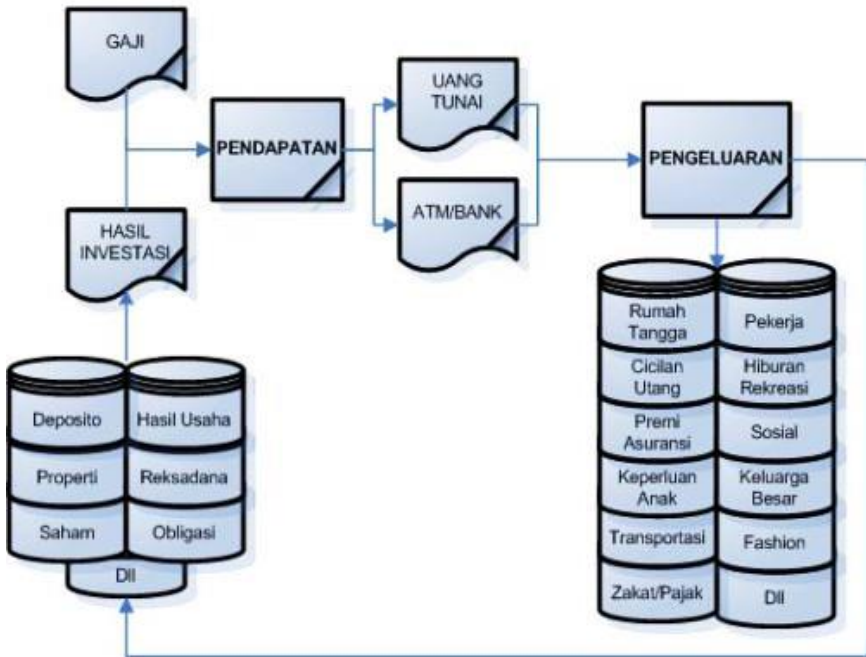 GAJI
UANG
TUNAI
PENDAPATAN
PENGELUARAN
ATM/BANK
HASIL
INVESTASI
Rumah
Tangga
Pekerja
Cicilan
Utang
Hiburan
Rekreasi
Premi
Asuransi
Sosial
Keperluan
Anak
Keluarga
Besar
Transportasi
Fashion
Zakat/Pajak
Dll
Deposito
Hasil Usaha
Properti
Reksadana
Saham
Obligasi
Dll